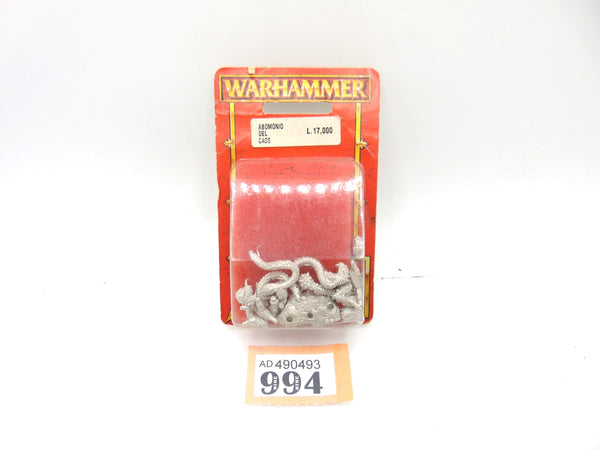 WARHAMMER
ABOMONIO
DEL
CAOS
L. 17,000
AD 490493
994